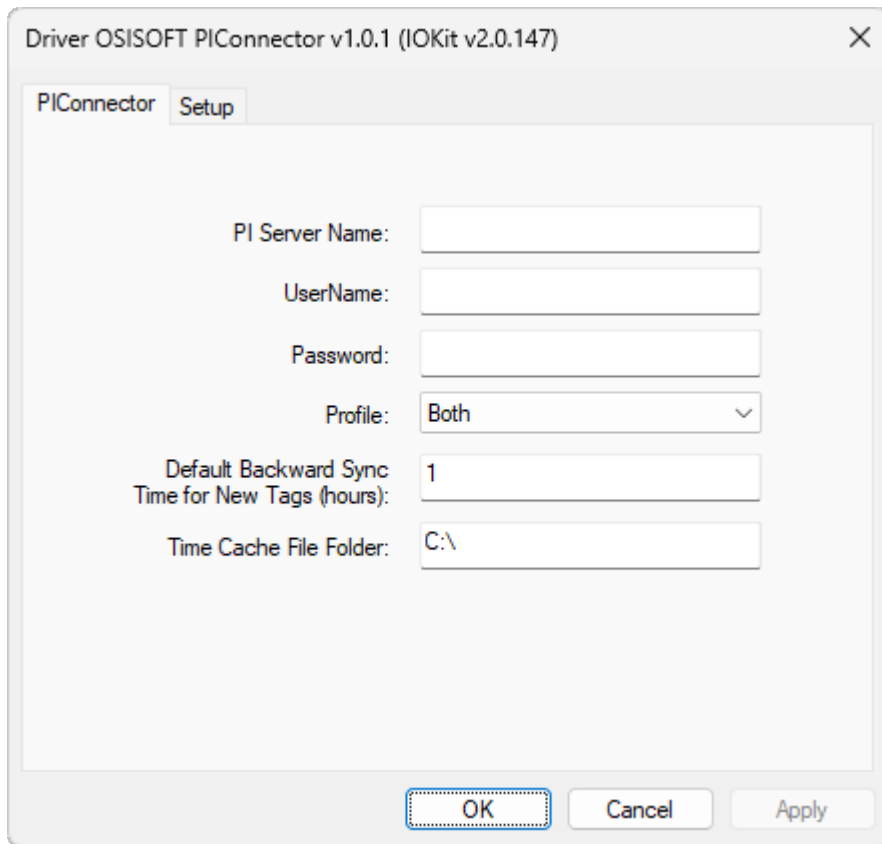 Driver OSISOFT PIConnector v1.0.1 (IOKit v2.0.147)
PIConnector
Setup
PI Server Name:
UserName:
Password:
Profile: Both
Default Backward Sync
Time for New Tags (hours): 1
Time Cache File Folder: C:\
OK
Cancel
Apply